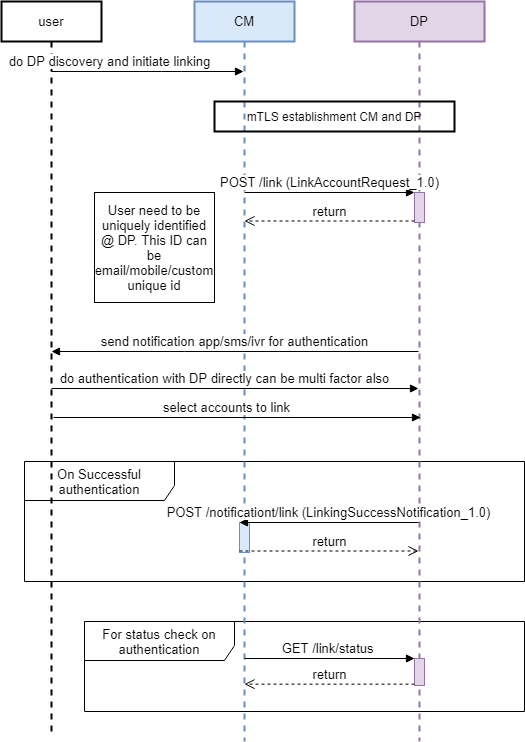 user
CM
DP
do DP discovery and initiate linking
mTLS establishment CM and DP
POST /link (LinkAccountRequest_1.0)
return
User need to be
uniquely identified
@ DP. This ID can
be
email/mobile/custom
unique id
send notification app/sms/ivr for authentication
do authentication with DP directly can be multi factor also
select accounts to link
On Successful
authentication
POST /notificationt/link (LinkingSuccessNotification_1.0)
return
For status check on
authentication
GET /link/status
return